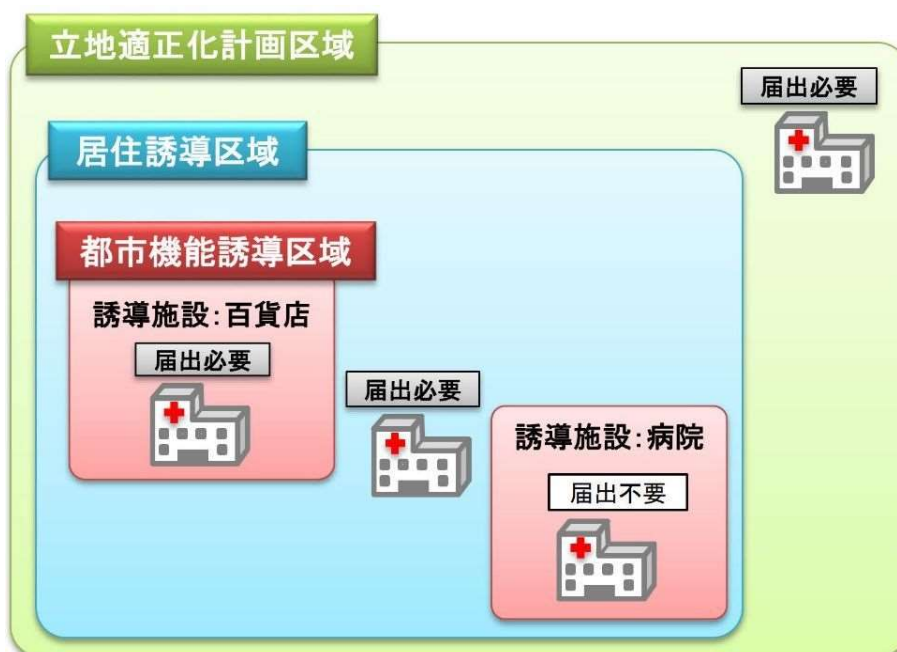 立地適正化計画区域
届出必要
居住誘導区域
都市機能誘導区域
誘導施設:百貨店
届出必要
届出必要
誘導施設:病院
届出不要